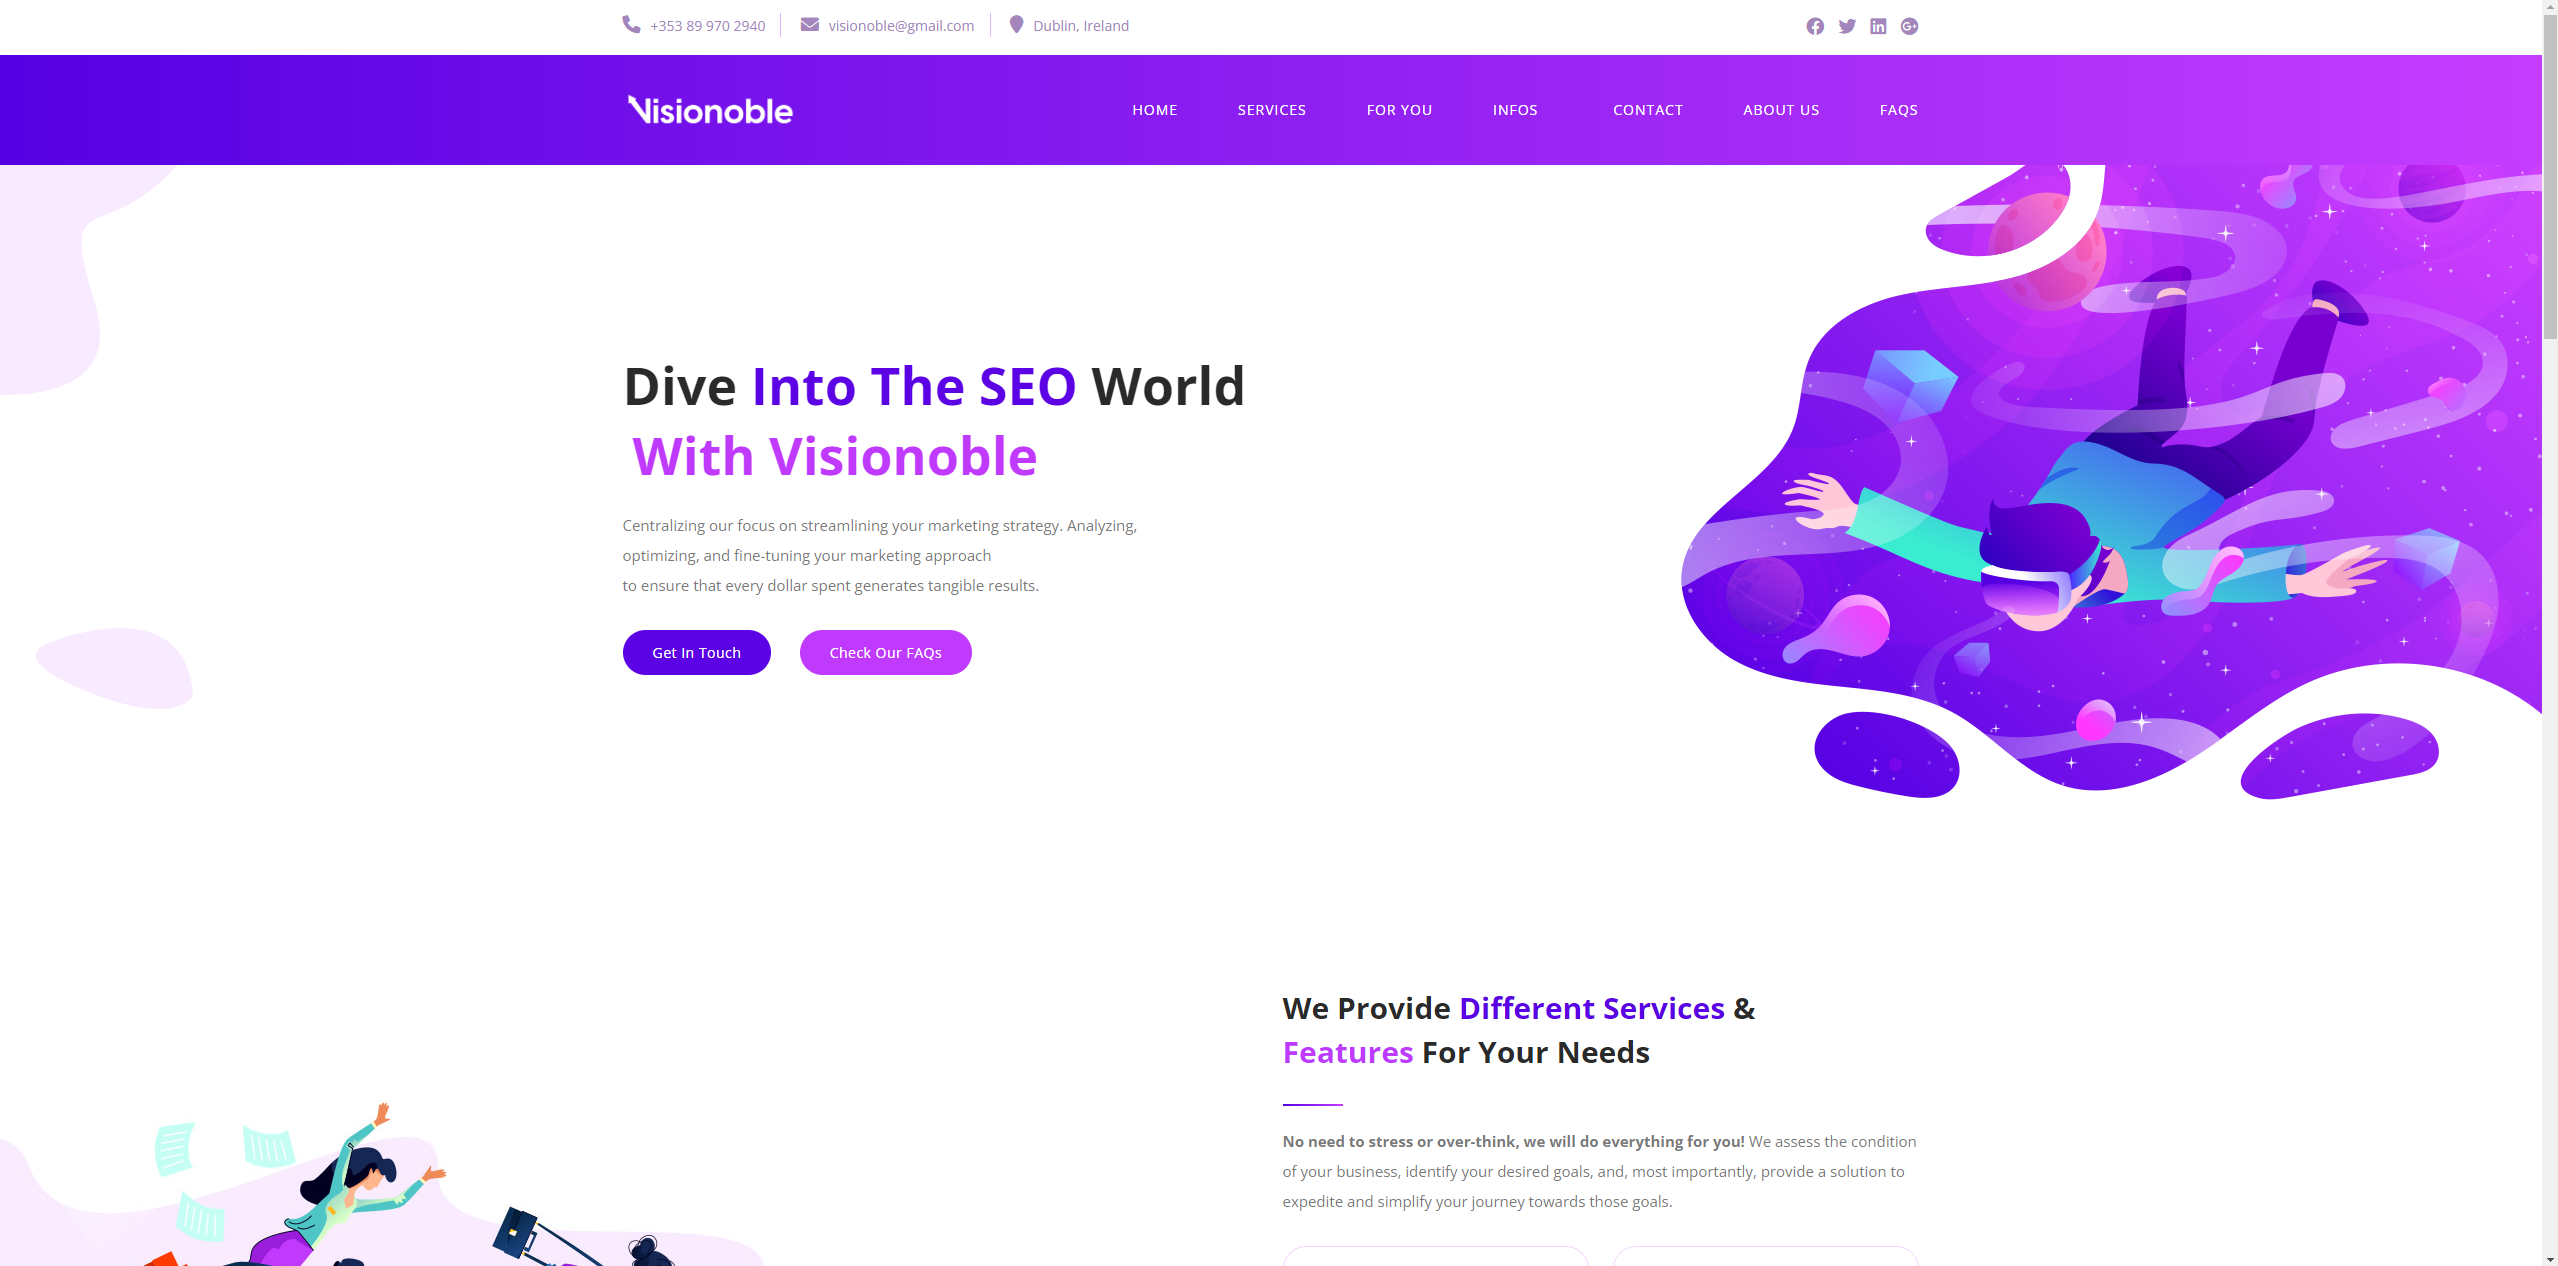 +353 89 970 2940
visionoble@gmail.com
Dublin, Ireland
Visionoble
HOME
SERVICES
FOR YOU
INFOS
CONTACT
ABOUT US
FAQS
Dive Into The SEO World
With Visionoble
Centralizing our focus on streamlining your marketing strategy. Analyzing,
optimizing, and fine-tuning your marketing approach
to ensure that every dollar spent generates tangible results.
Get In Touch
Check Our FAQs
We Provide Different Services &
Features For Your Needs
No need to stress or over-think, we will do everything for you! We assess the condition
of your business, identify your desired goals, and, most importantly, provide a solution to
expedite and simplify your journey towards those goals.